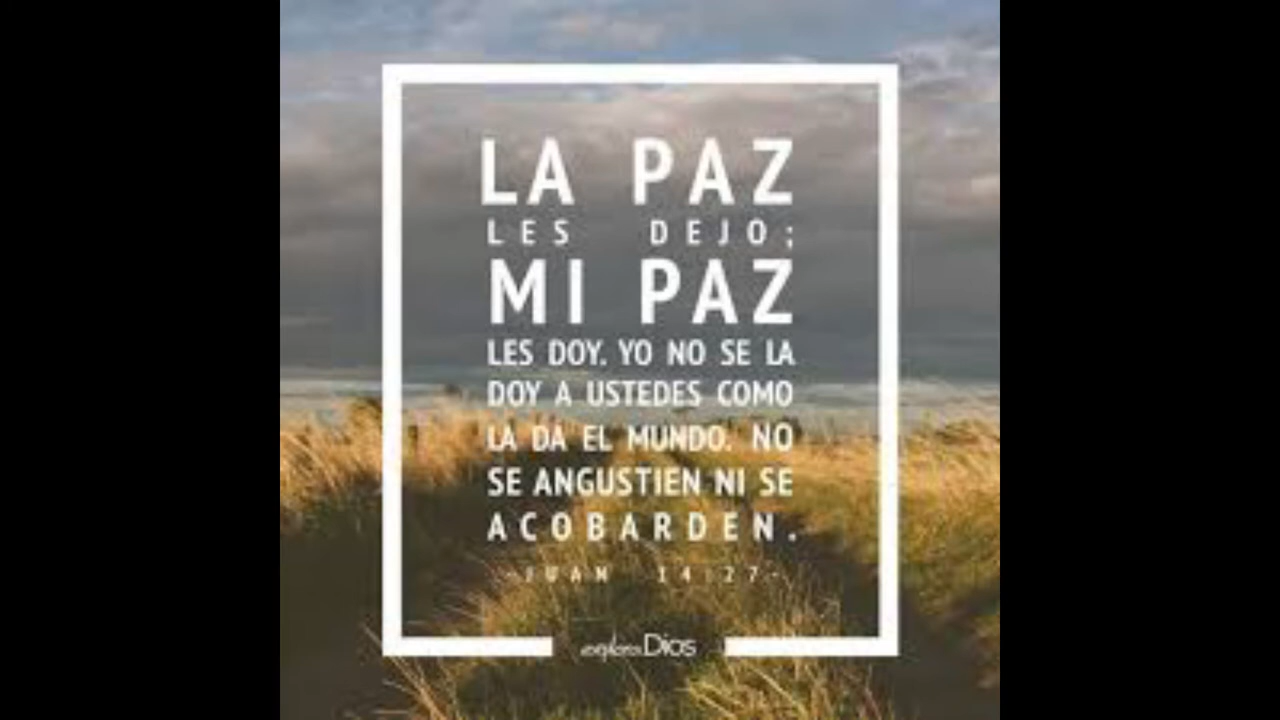 LA PAZ
LES DEJO;
MI PAZ
LES DOY. YO NO SE LA
DOY A USTEDES COMO
LA DA EL MUNDO. NO
SE ANGUSTIEN NI SE
ACOBARDEN.
-JUAN 14:27-
exploraDios